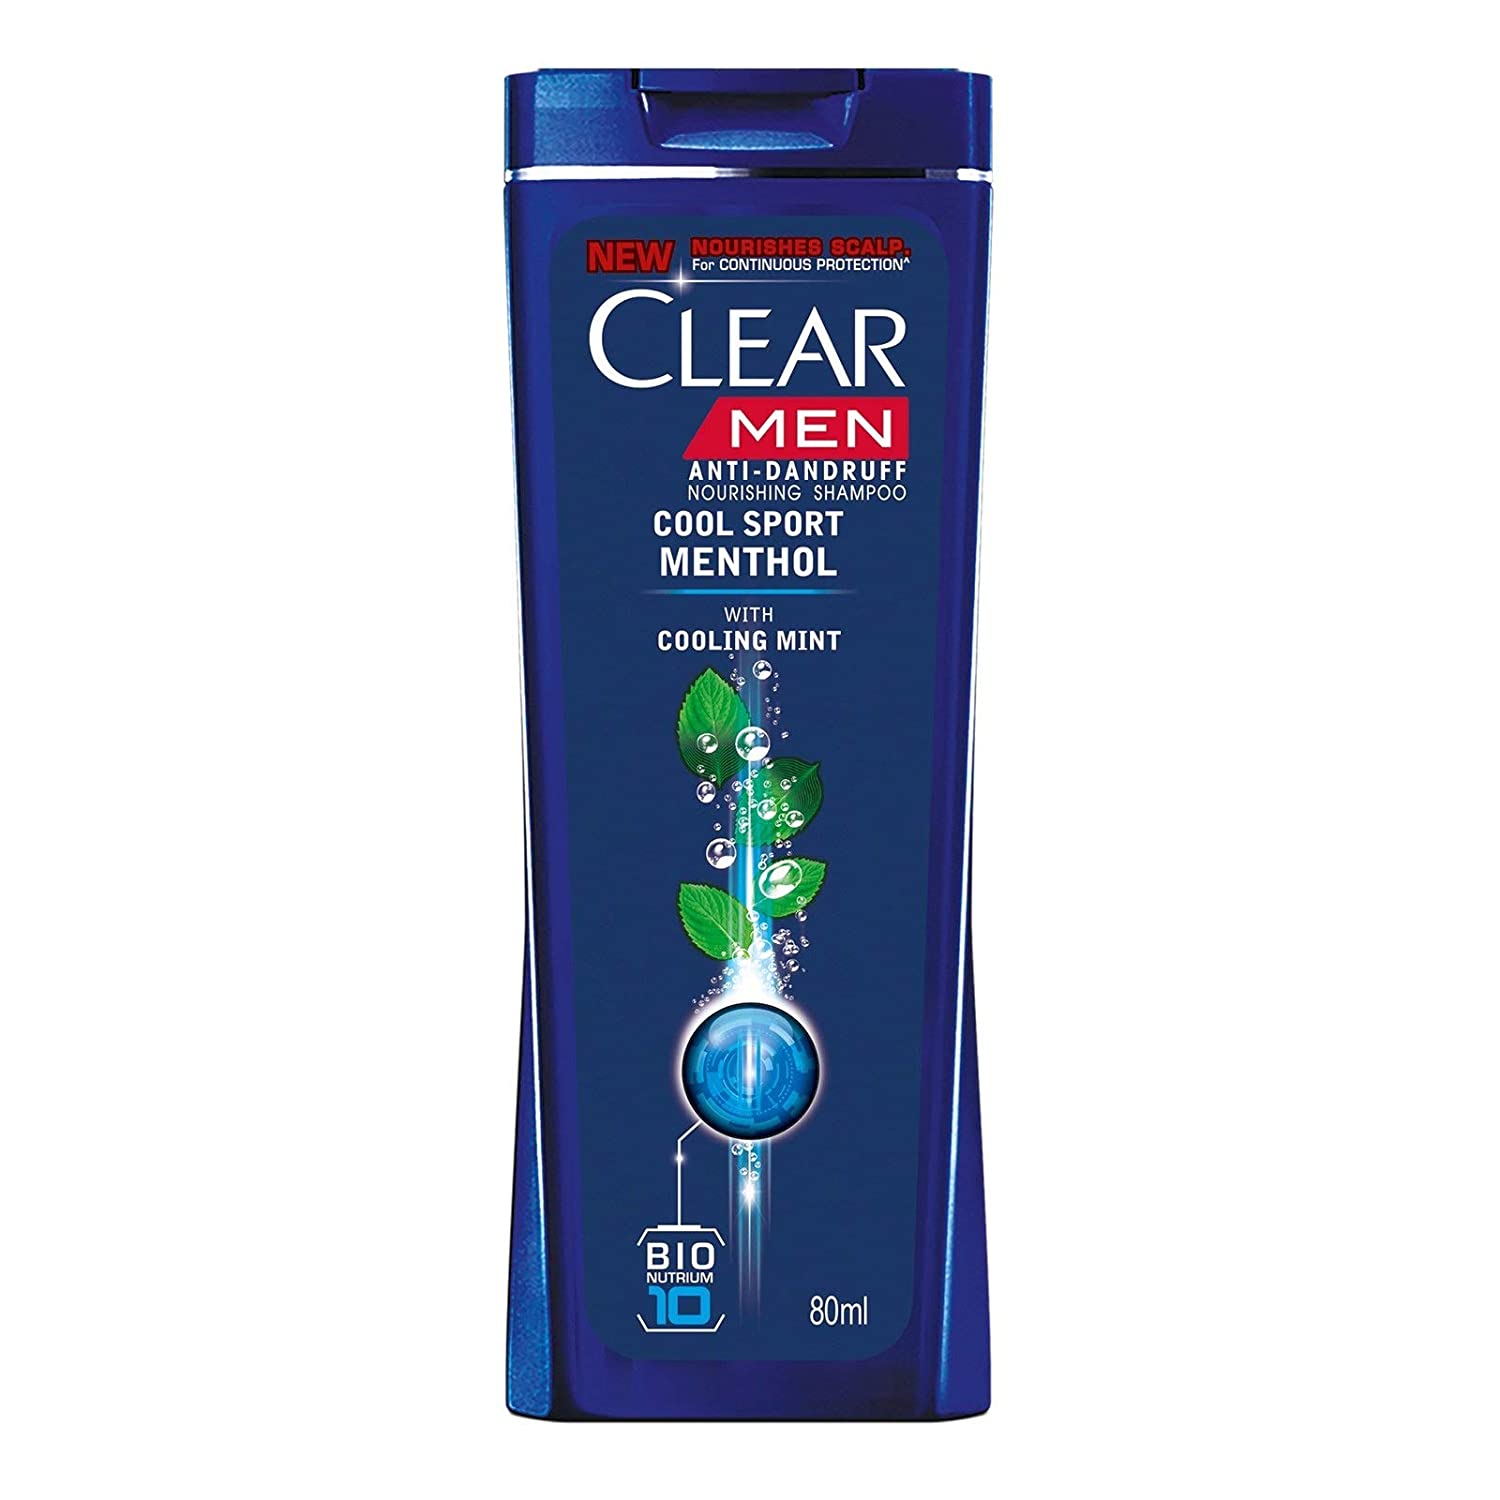 NEW NOURISHES SCALP.
For CONTINUOUS PROTECTION^
CLEAR
MEN
ANTI-DANDRUFF
NOURISHING SHAMPOO
COOL SPORT
MENTHOL
WITH
COOLING MINT
BIO
NUTRIUM
10
80ml